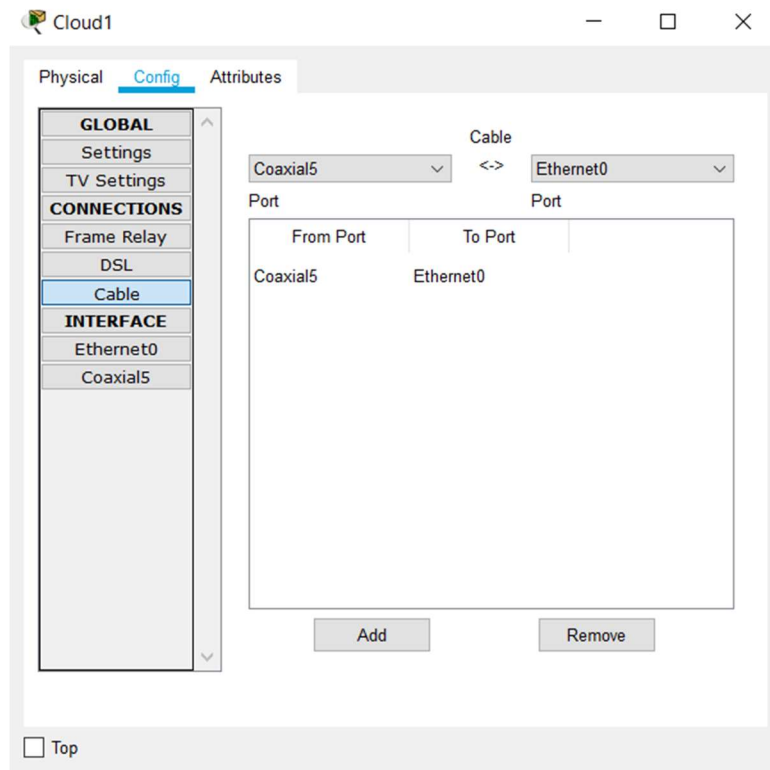 Cloud1
Physical Config Attributes
GLOBAL
Settings
TV Settings
CONNECTIONS
Frame Relay
DSL
Cable
INTERFACE
Ethernet0
Coaxial5
Cable
Coaxial5 <-> Ethernet0
Port Port
From Port To Port
Coaxial5 Ethernet0
Add Remove
Top